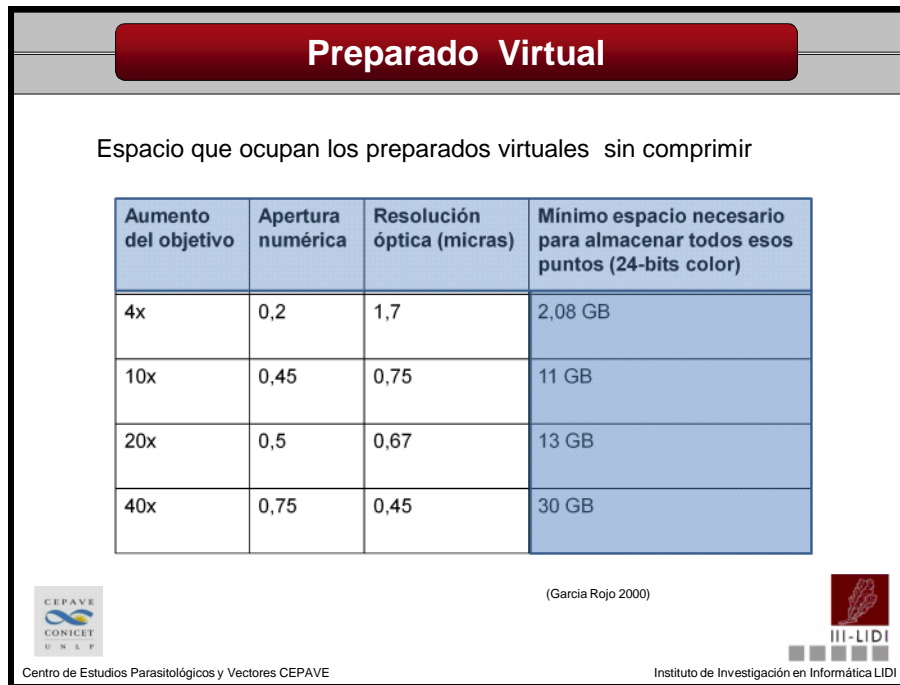 Preparado Virtual
Espacio que ocupan los preparados virtuales sin comprimir
Aumento del objetivo
Apertura numérica
Resolución óptica (micras)
Mínimo espacio necesario para almacenar todos esos puntos (24-bits color)
4x 0,2 1,7 2,08 GB
10x 0,45 0,75 11 GB
20x 0,5 0,67 13 GB
40x 0,75 0,45 30 GB
(Garcia Rojo 2000)
CEPAVE
CONICET
U N L P
III-LIDI
Centro de Estudios Parasitológicos y Vectores CEPAVE
Instituto de Investigación en Informática LIDI